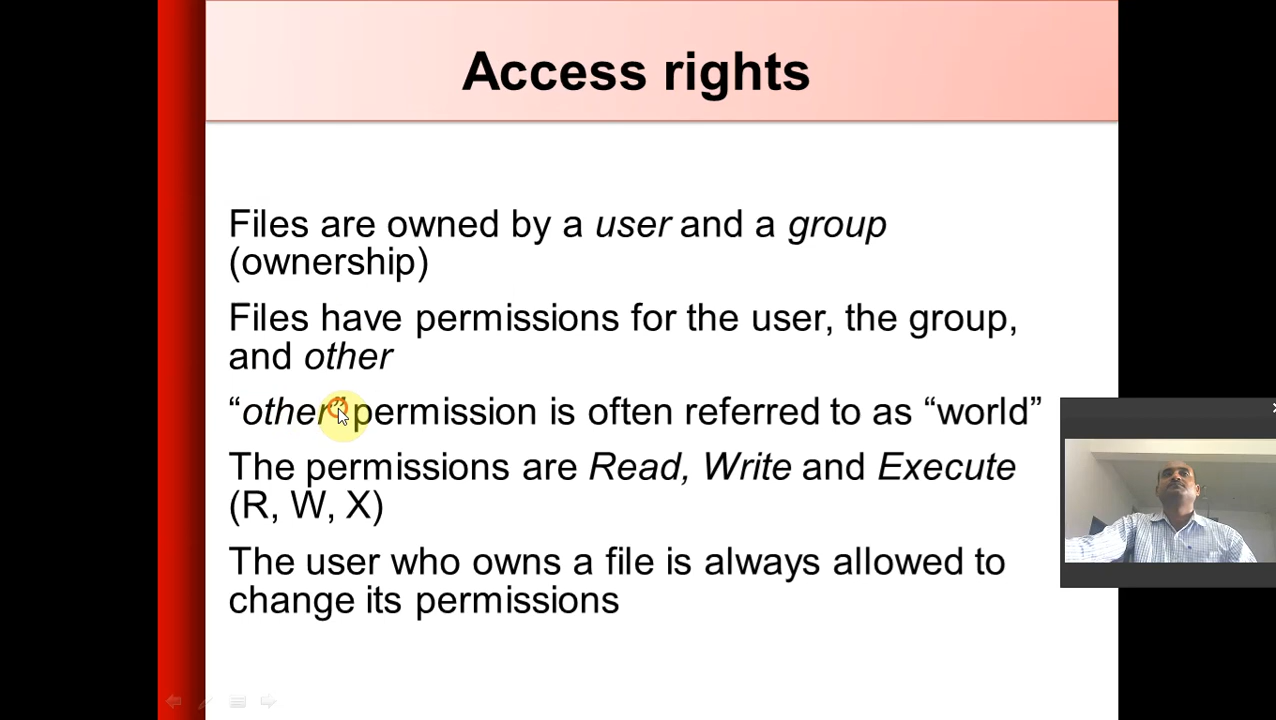 Access rights
Files are owned by a user and a group
(ownership)
Files have permissions for the user, the group,
and other
“other” permission is often referred to as “world”
The permissions are Read, Write and Execute
(R, W, X)
The user who owns a file is always allowed to
change its permissions